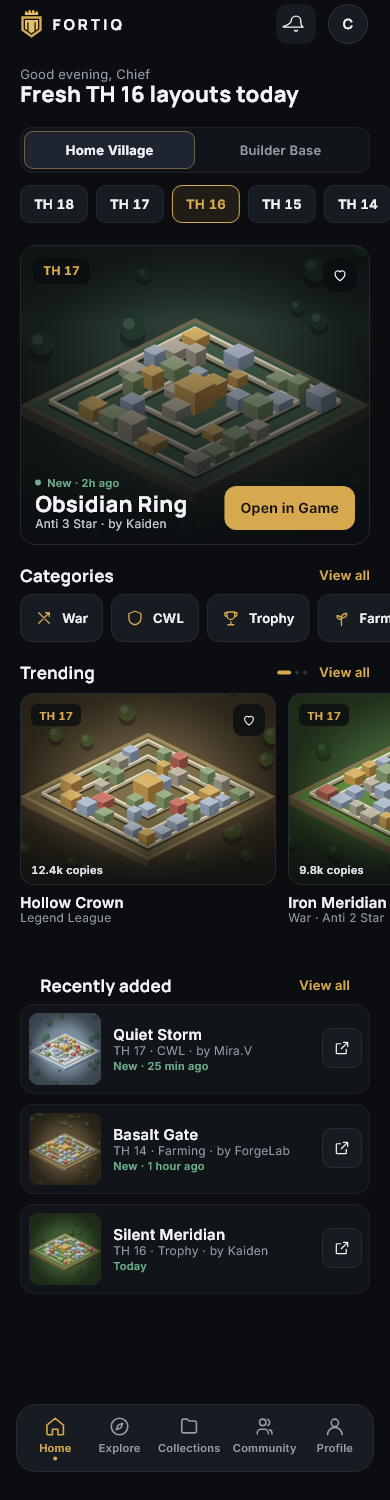 FORTIQ
C
Good evening, Chief
Fresh TH 16 layouts today
Home Village
Builder Base
TH 18
TH 17
TH 16
TH 15
TH 14
TH 17
New · 2h ago
Obsidian Ring
Anti 3 Star · by Kaiden
Open in Game
Categories
View all
War
CWL
Trophy
Farm
Trending
View all
TH 17
12.4k copies
Hollow Crown
Legend League
TH 17
9.8k copies
Iron Meridian
War · Anti 2 Star
Recently added
View all
Quiet Storm
TH 17 · CWL · by Mira.V
New · 25 min ago
Basalt Gate
TH 14 · Farming · by ForgeLab
New · 1 hour ago
Silent Meridian
TH 16 · Trophy · by Kaiden
Today
Home
Explore
Collections
Community
Profile